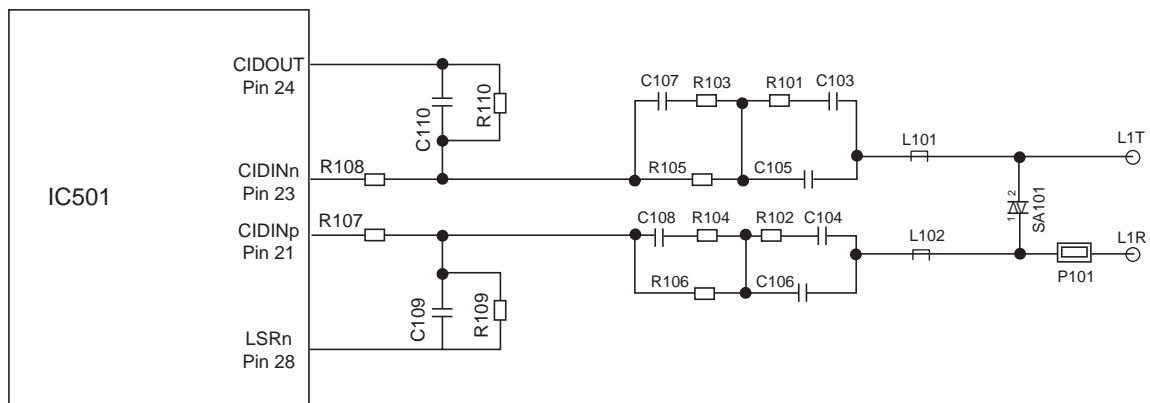 CIDOUT
Pin 24
C110
R110
C107 R103 R101 C103
L101 L1T
R108
CIDINn
Pin 23
R105 C105
IC501
2
1
SA101
R107
CIDINp
Pin 21
C108 R104 R102 C104
L102 L1R
R106 C106
P101
C109
R109
LSRn
Pin 28